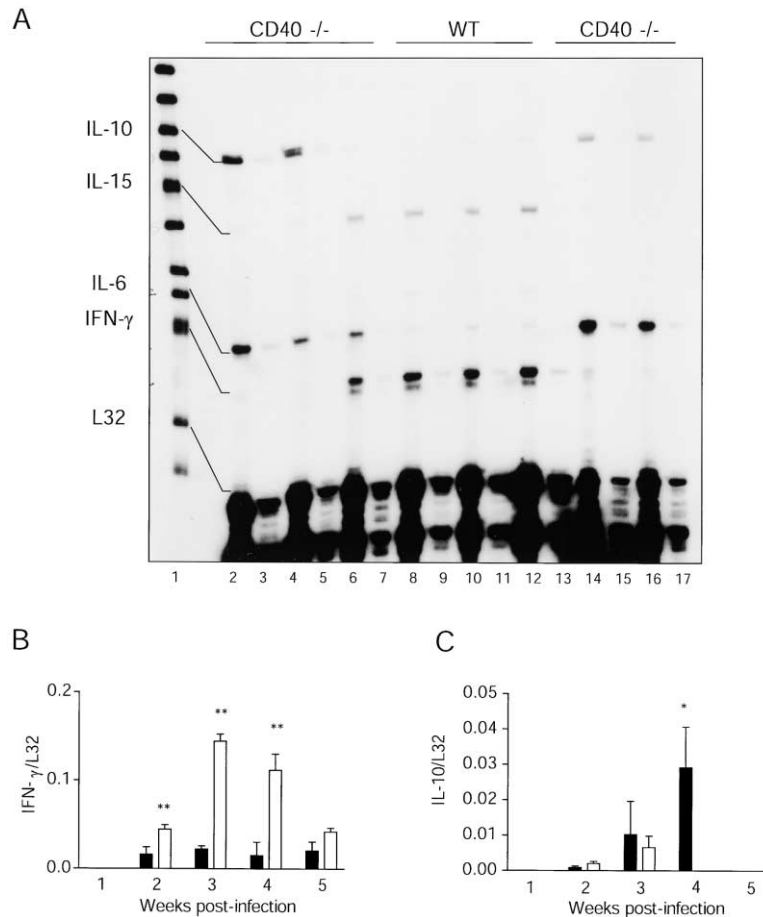 A
CD40 -/- WT CD40 -/-
IL-10
IL-15
IL-6
IFN-γ
L32
1 2 3 4 5 6 7 8 9 10 11 12 13 14 15 16 17
B
IFN-γ/L32
0.2
0.1
0.0
** ** **
1 2 3 4 5
Weeks post-infection
C
IL-10/L32
0.05
0.04
0.03
0.02
0.01
0.00
*
1 2 3 4 5
Weeks post-infection